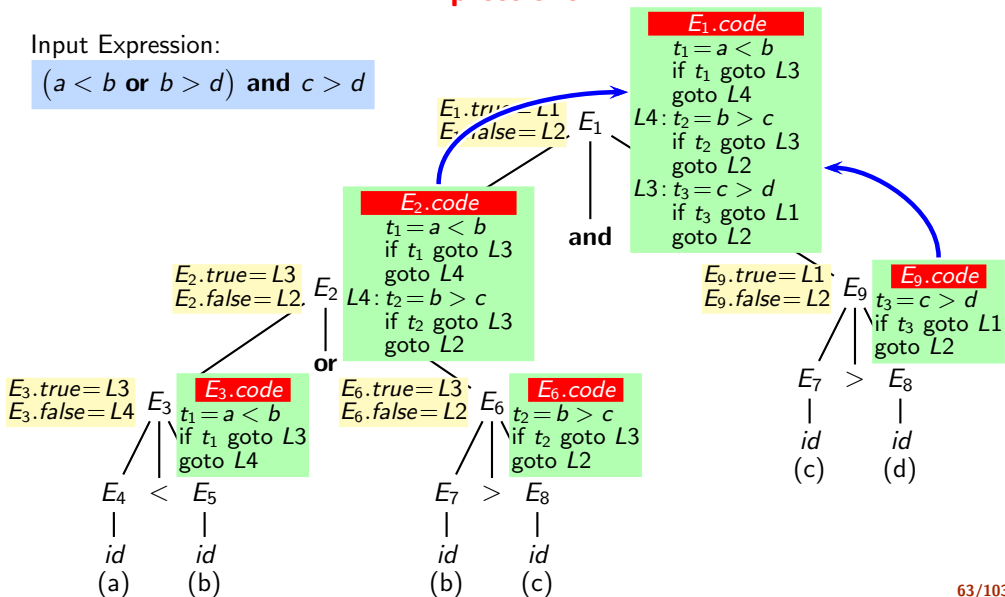 Input Expression:
(a < b or b > d) and c > d
E₁.code
t₁ = a < b
if t₁ goto L3
goto L4
L4: t₂ = b > c
if t₂ goto L3
goto L2
L3: t₃ = c > d
if t₃ goto L1
goto L2
E₁.true = L1
E₁.false = L2
E₁
and
E₂.code
t₁ = a < b
if t₁ goto L3
goto L4
L4: t₂ = b > c
if t₂ goto L3
goto L2
E₂.true = L3
E₂.false = L2
E₂
or
E₉.true = L1
E₉.false = L2
E₉
E₉.code
t₃ = c > d
if t₃ goto L1
goto L2
E₇ > E₈
id id
(c) (d)
E₃.true = L3
E₃.false = L4
E₃
E₃.code
t₁ = a < b
if t₁ goto L3
goto L4
E₆.true = L3
E₆.false = L2
E₆
E₆.code
t₂ = b > c
if t₂ goto L3
goto L2
E₄ < E₅
id id
(a) (b)
E₇ > E₈
id id
(b) (c)
63/103